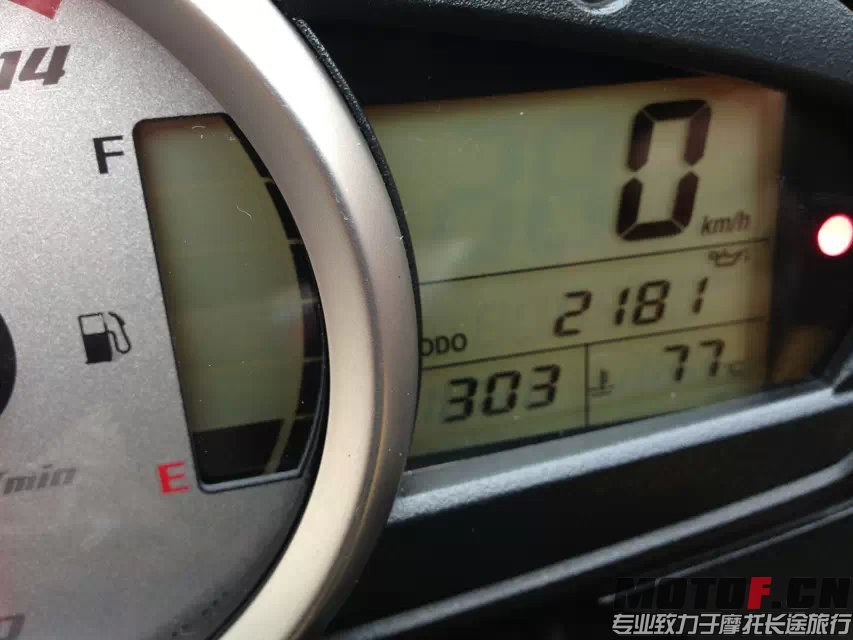 14
F
0 km/h
ODO 2181
303 77 °C
E
/min
0
MOTOF.CN
专业致力于摩托长途旅行